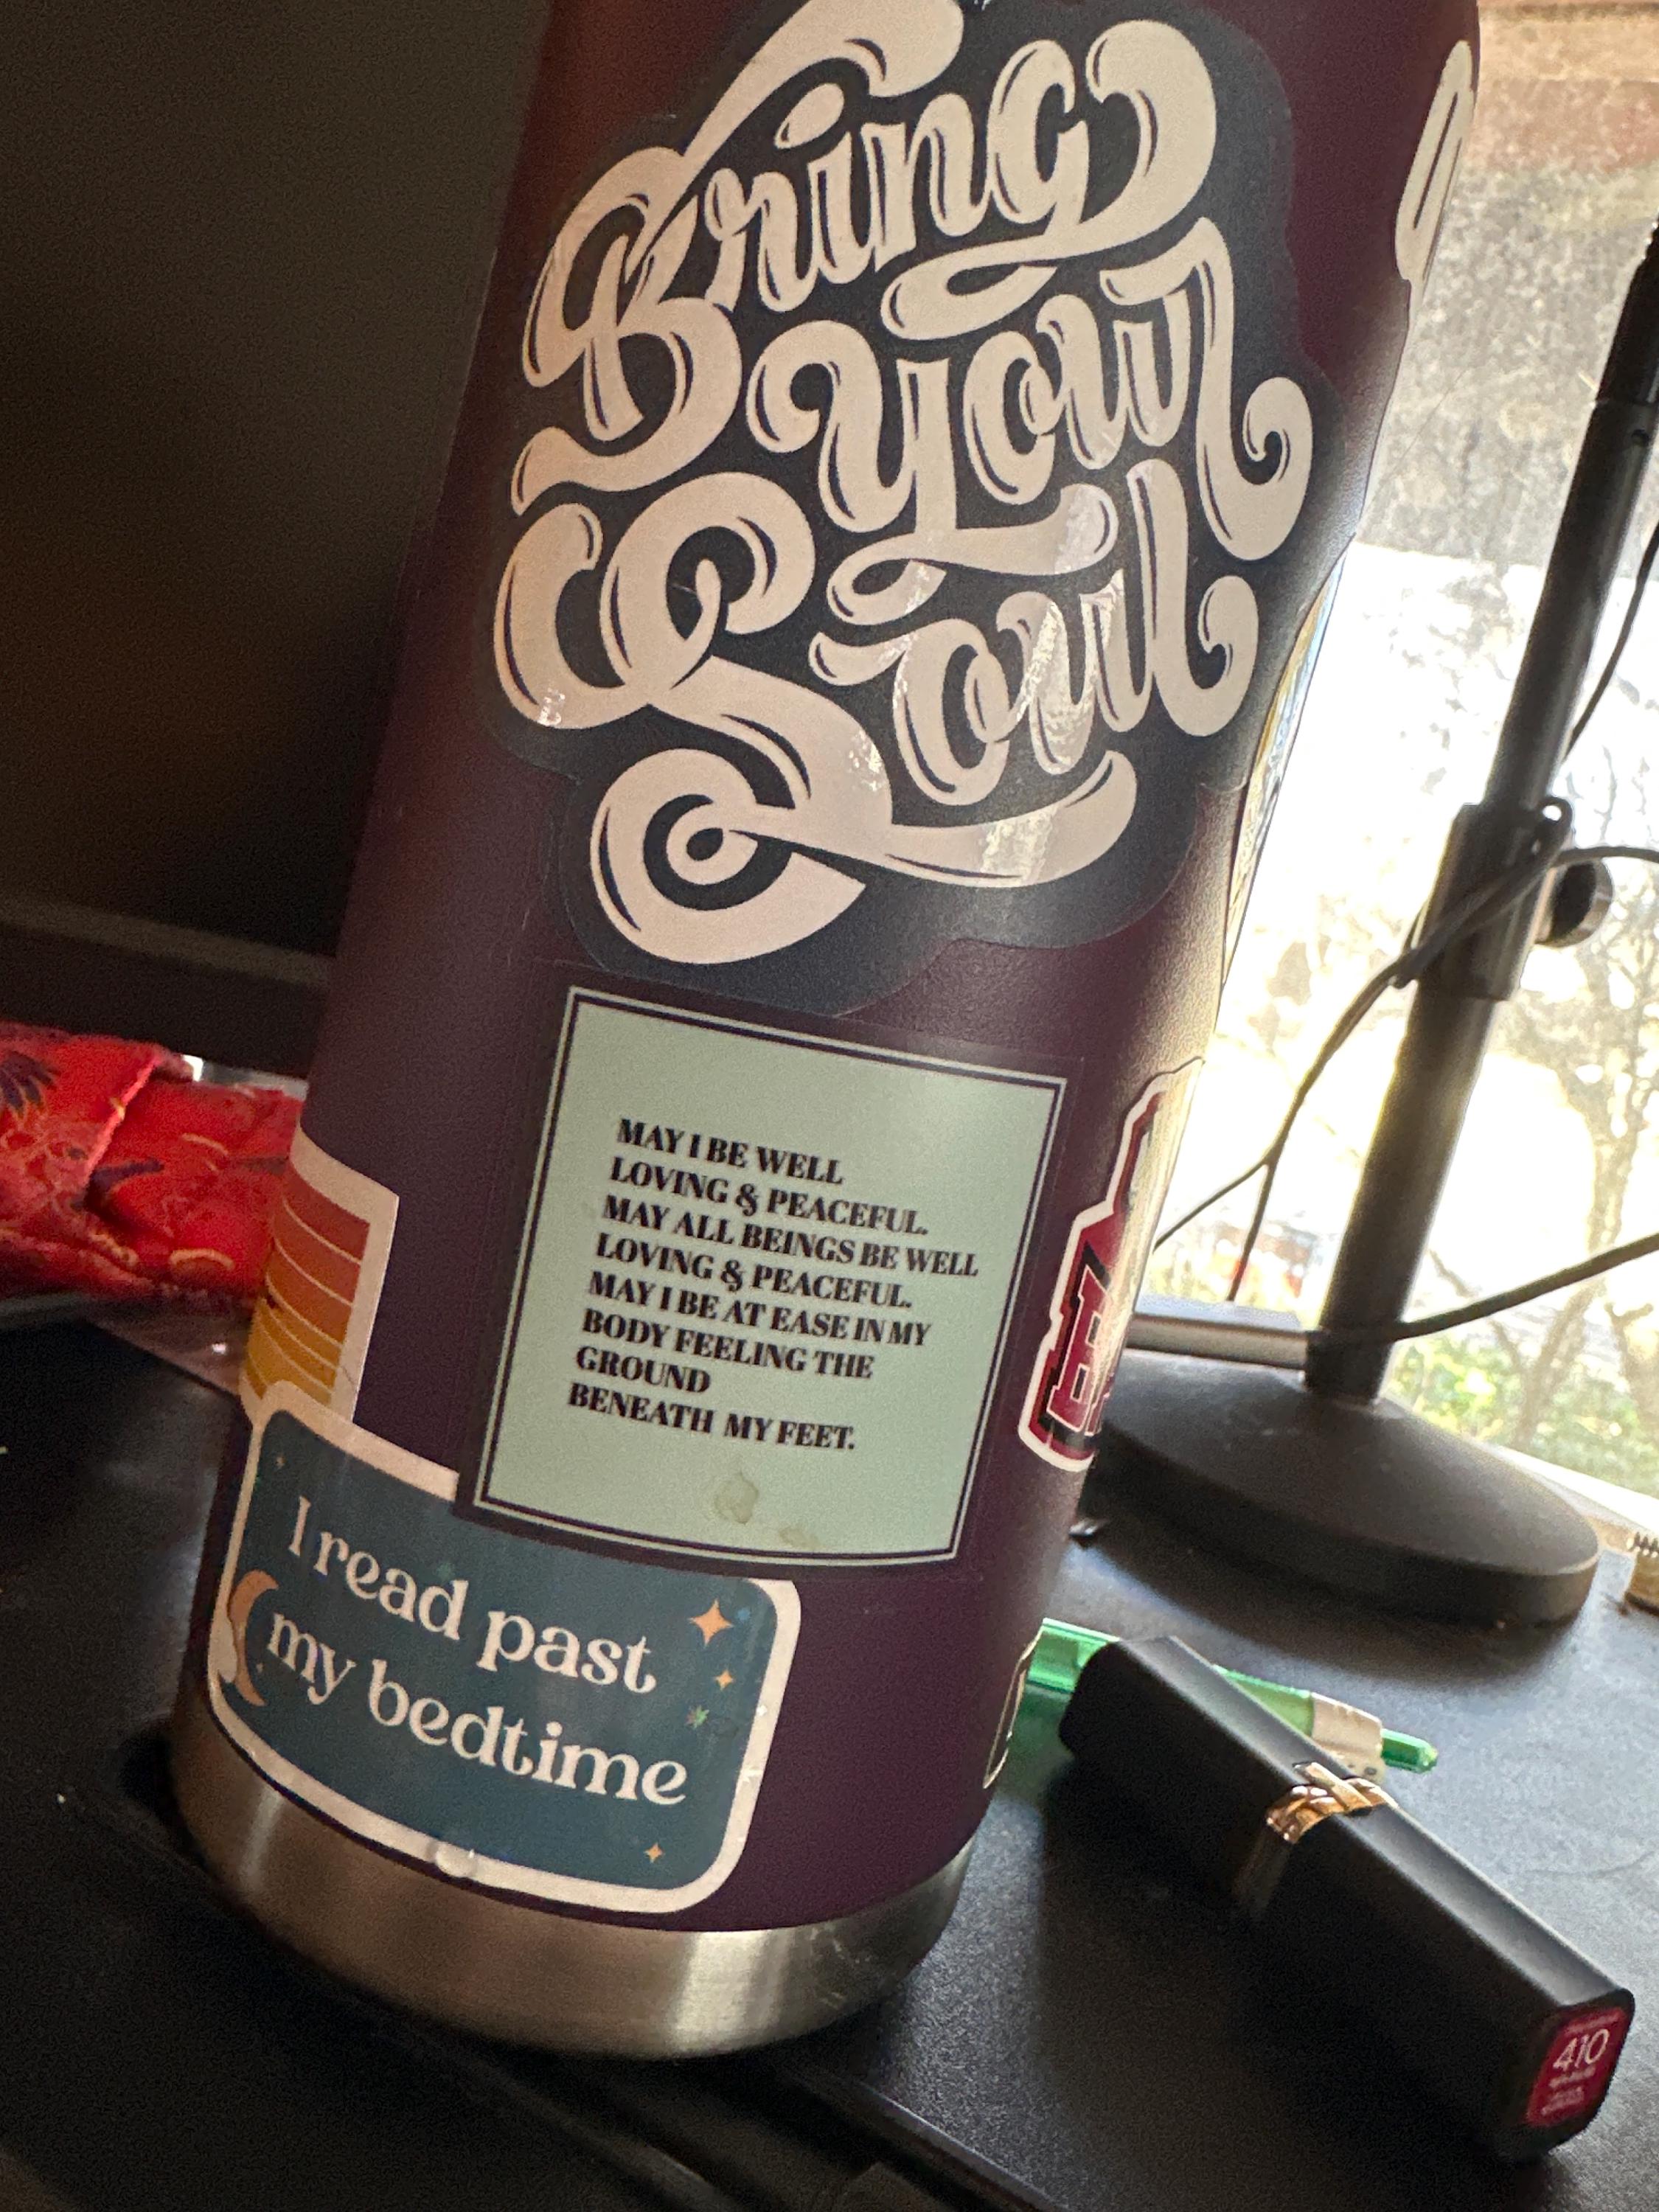 Bring
Your
Soul
MAY I BE WELL
LOVING & PEACEFUL.
MAY ALL BEINGS BE WELL
LOVING & PEACEFUL.
MAY I BE AT EASE IN MY
BODY FEELING THE
GROUND
BENEATH MY FEET.
I read past
my bedtime
410